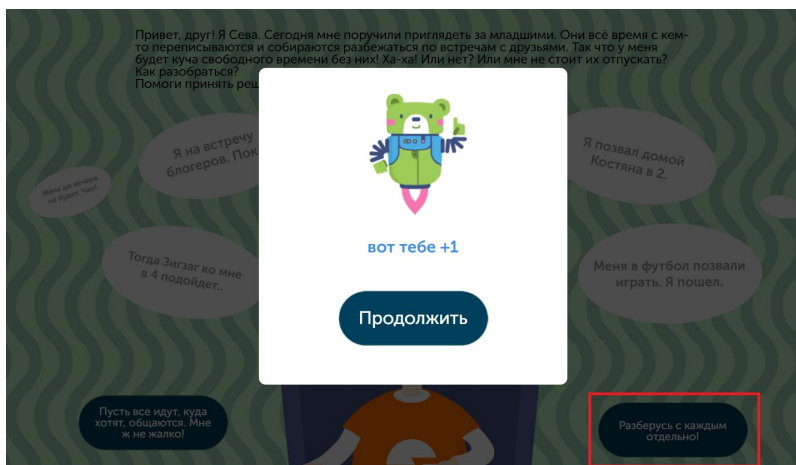 Привет, друг! Я Сева. Сегодня мне поручили приглядеть за младшими. Они всё время с кем-
то переписываются и собираются разбежаться по встречам с друзьями. Так что у меня
будет куча свободного времени без них! Ха-ха! Или нет? Или мне не стоит их отпускать?
Как разобраться?
Помоги принять
Я на встречу
блогеров.
Я позвал домой
Костяна в 2.
Меня до вечера
не будет. Чао!
вот тебе +1
Тогда Зигзаг ко мне
в 4 подойдет..
Меня в футбол позвали
играть. Я пошел.
Продолжить
Пусть все идут, куда
хотят, общаются. Мне
ж не жалко!
Разберусь с каждым
отдельно!